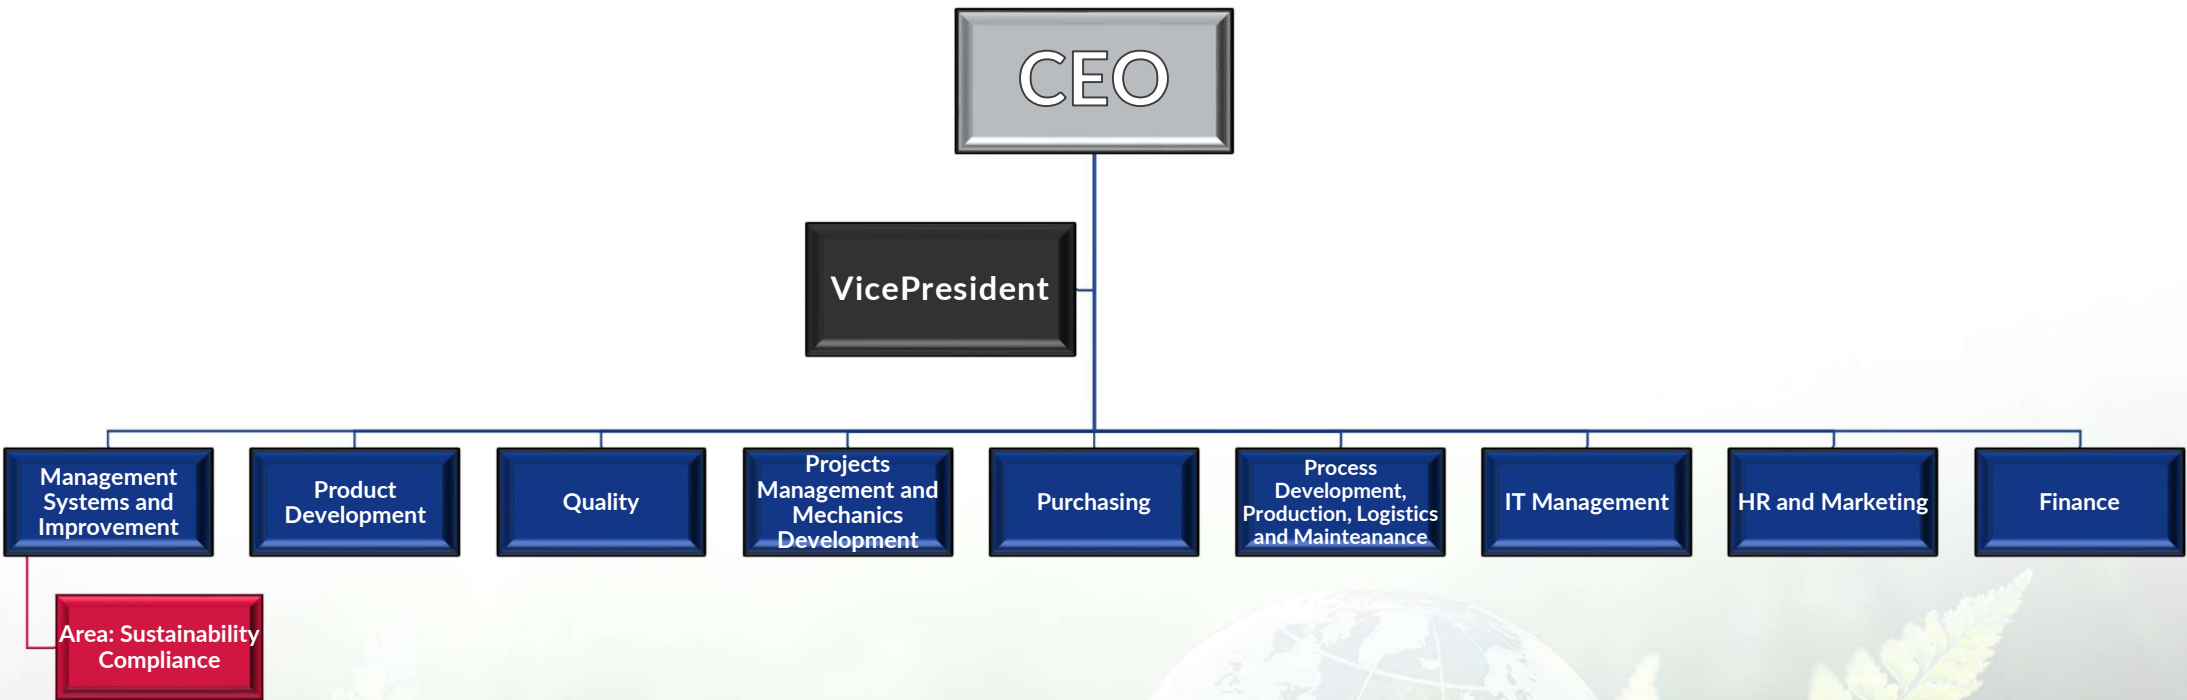 CEO
VicePresident
Management
Systems and
Improvement
Product
Development
Quality
Projects
Management and
Mechanics
Development
Purchasing
Process
Development,
Production, Logistics
and Mainteanance
IT Management
HR and Marketing
Finance
Area: Sustainability
Compliance